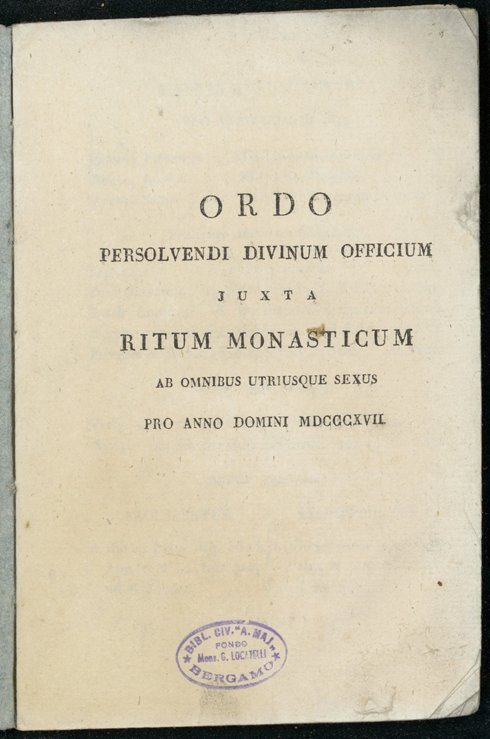 ORDO
PERSOLVENDI DIVINUM OFFICIUM
JUXTA
RITUM MONASTICUM
AB OMNIBUS UTRIUSQUE SEXUS
PRO ANNO DOMINI MDCCCXVII
BIBL. CIV. "A. MAI"
FONDO
Mons. G. LOCATELLI
BERGAMO